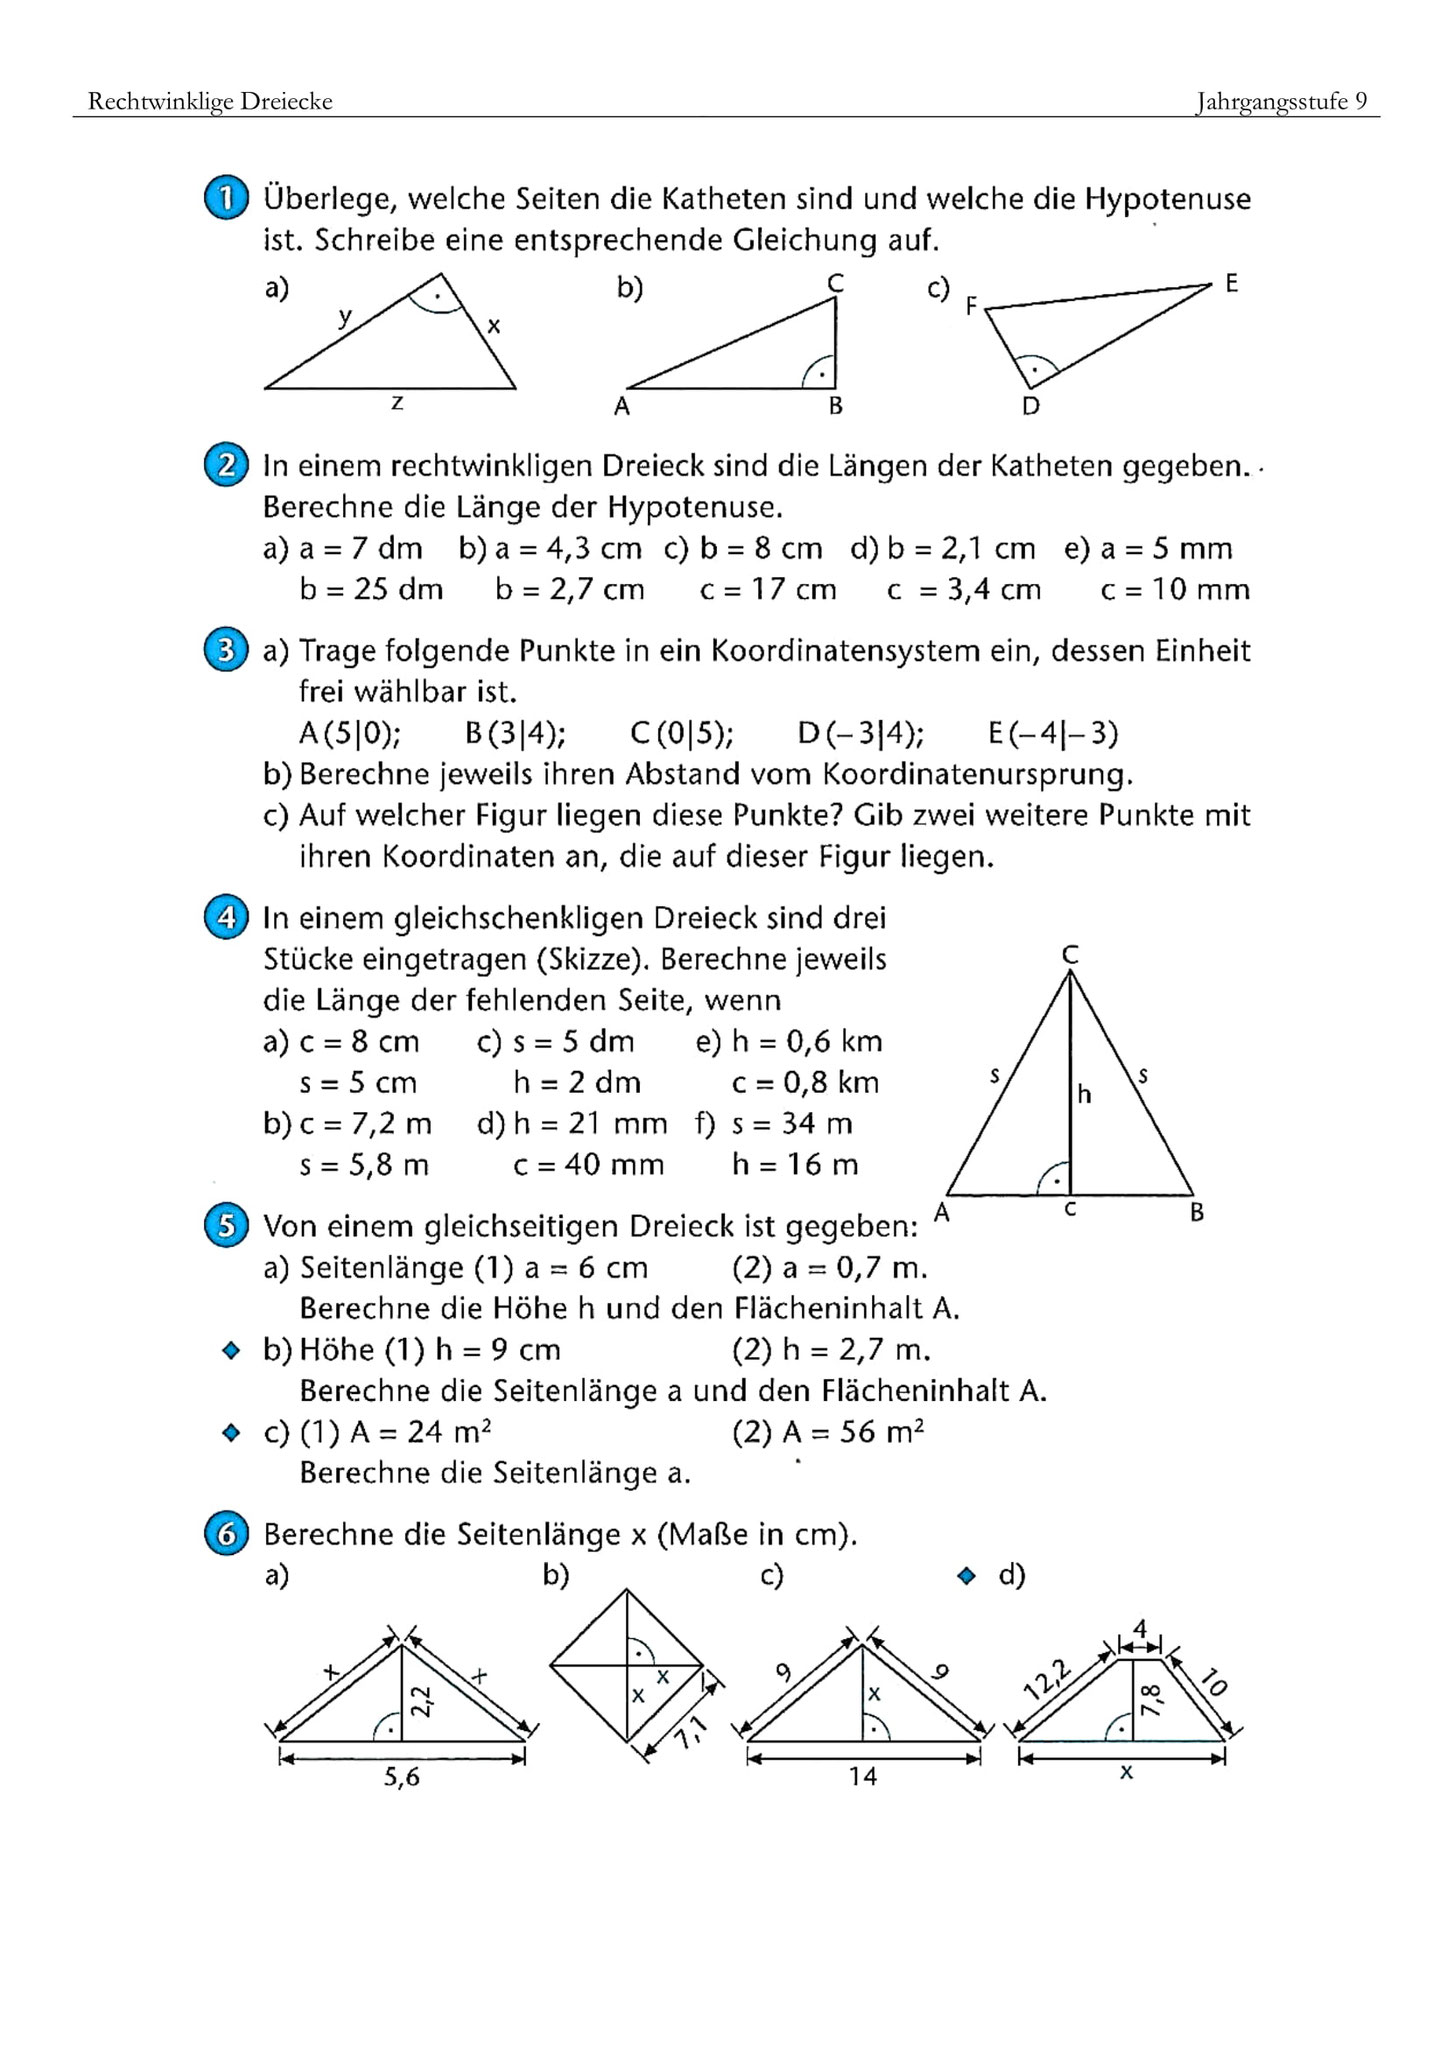 Rechtwinklige Dreiecke Jahrgangsstufe 9
1 Überlege, welche Seiten die Katheten sind und welche die Hypotenuse
ist. Schreibe eine entsprechende Gleichung auf.
a) b) c)
y x z
A B C
D E F
2 In einem rechtwinkligen Dreieck sind die Längen der Katheten gegeben.
Berechne die Länge der Hypotenuse.
a) a = 7 dm b) a = 4,3 cm c) b = 8 cm d) b = 2,1 cm e) a = 5 mm
b = 25 dm b = 2,7 cm c = 17 cm c = 3,4 cm c = 10 mm
3 a) Trage folgende Punkte in ein Koordinatensystem ein, dessen Einheit
frei wählbar ist.
A(5|0); B(3|4); C(0|5); D(–3|4); E(–4|–3)
b) Berechne jeweils ihren Abstand vom Koordinatenursprung.
c) Auf welcher Figur liegen diese Punkte? Gib zwei weitere Punkte mit
ihren Koordinaten an, die auf dieser Figur liegen.
4 In einem gleichschenkligen Dreieck sind drei
Stücke eingetragen (Skizze). Berechne jeweils
die Länge der fehlenden Seite, wenn
a) c = 8 cm c) s = 5 dm e) h = 0,6 km
s = 5 cm h = 2 dm c = 0,8 km
b) c = 7,2 m d) h = 21 mm f) s = 34 m
s = 5,8 m c = 40 mm h = 16 m
C
s h s
A c B
5 Von einem gleichseitigen Dreieck ist gegeben:
a) Seitenlänge (1) a = 6 cm (2) a = 0,7 m.
Berechne die Höhe h und den Flächeninhalt A.
b) Höhe (1) h = 9 cm (2) h = 2,7 m.
Berechne die Seitenlänge a und den Flächeninhalt A.
c) (1) A = 24 m² (2) A = 56 m²
Berechne die Seitenlänge a.
6 Berechne die Seitenlänge x (Maße in cm).
a) b) c) d)
x x 2,2 5,6
x x 7,1
9 9 x 14
4 12,2 10 7,8 x